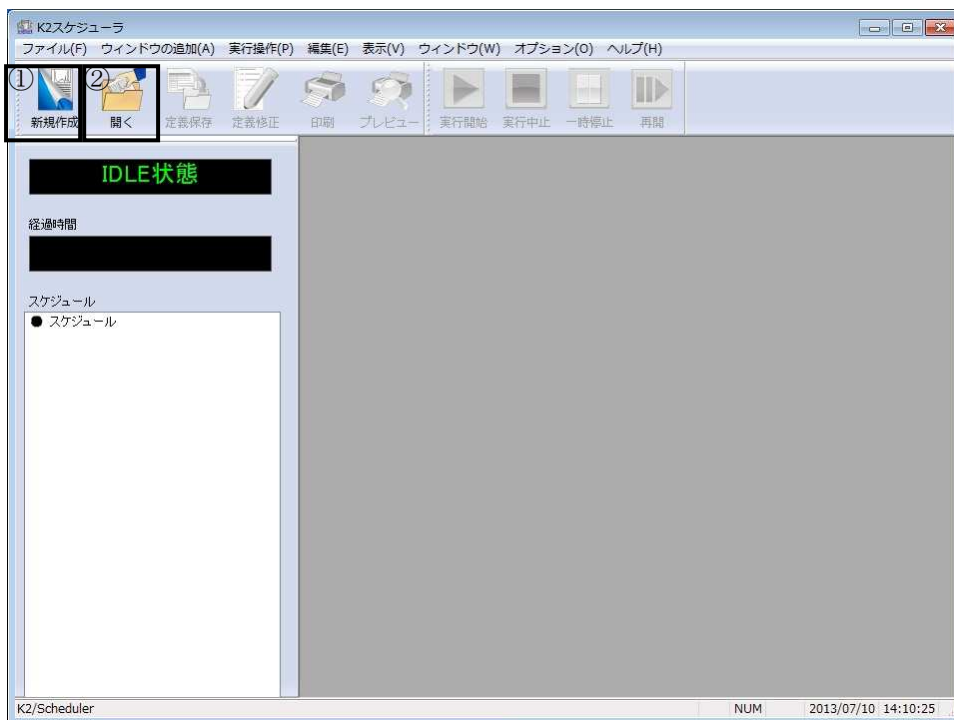 K2スケジューラ
ファイル(F) ウィンドウの追加(A) 実行操作(P) 編集(E) 表示(V) ウィンドウ(W) オプション(O) ヘルプ(H)
① ②
新規作成 開く 定義保存 定義修正 印刷 プレビュー 実行開始 実行中止 一時停止 再開
IDLE状態
経過時間
スケジュール
● スケジュール
K2/Scheduler NUM 2013/07/10 14:10:25